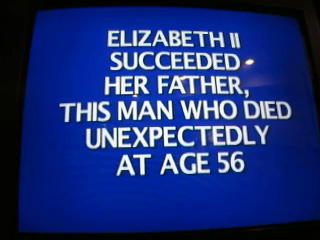 ELIZABETH II
SUCCEEDED
HER FATHER,
THIS MAN WHO DIED
UNEXPECTEDLY
AT AGE 56